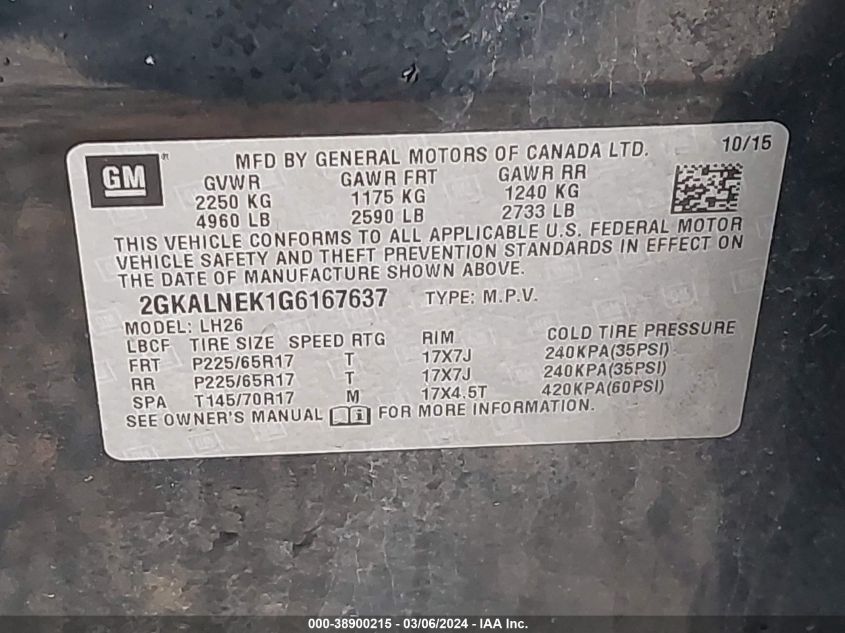 GM
MFD BY GENERAL MOTORS OF CANADA LTD. 10/15
GVWR GAWR FRT GAWR RR
2250 KG 1175 KG 1240 KG
4960 LB 2590 LB 2733 LB
THIS VEHICLE CONFORMS TO ALL APPLICABLE U.S. FEDERAL MOTOR
VEHICLE SAFETY AND THEFT PREVENTION STANDARDS IN EFFECT ON
THE DATE OF MANUFACTURE SHOWN ABOVE.
2GKALNEK1G6167637 TYPE: M.P.V.
MODEL: LH26
LBCF TIRE SIZE SPEED RTG RIM COLD TIRE PRESSURE
FRT P225/65R17 T 17X7J 240KPA(35PSI)
RR P225/65R17 T 17X7J 240KPA(35PSI)
SPA T145/70R17 M 17X4.5T 420KPA(60PSI)
SEE OWNER'S MANUAL FOR MORE INFORMATION.
000-38900215 - 03/06/2024 - IAA Inc.